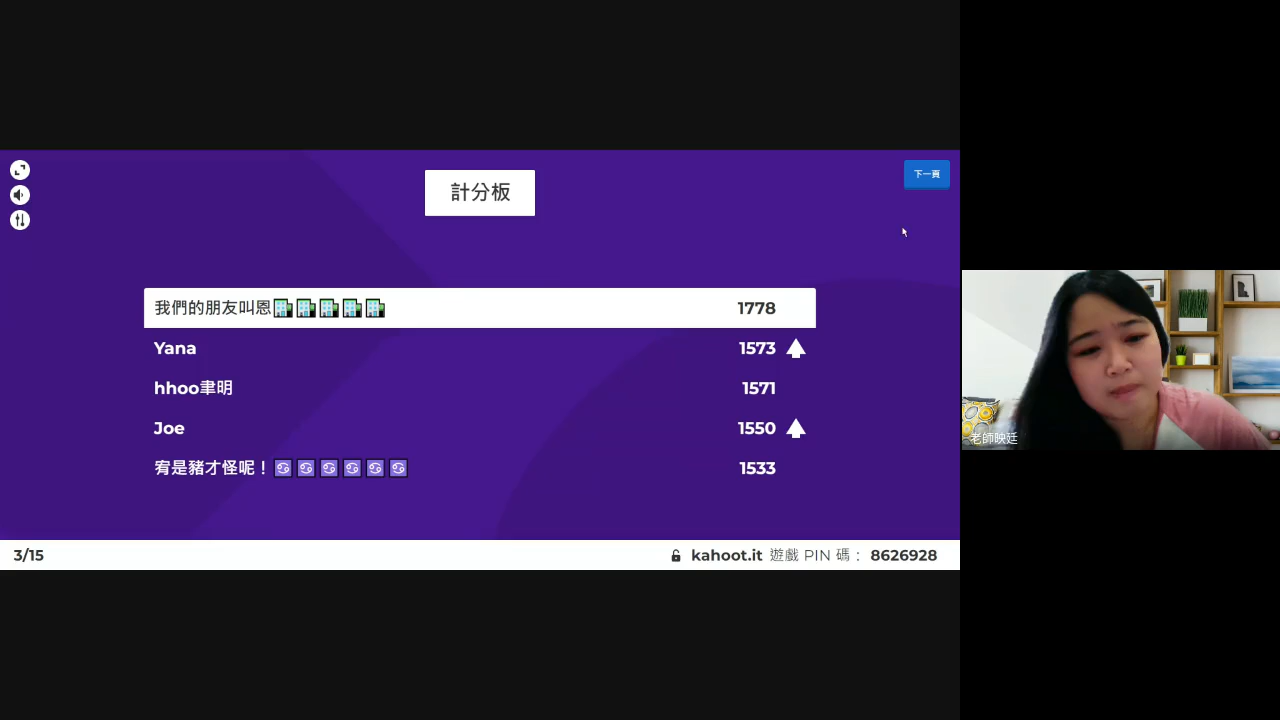 計分板
下一頁
我們的朋友叫恩🏥🏥🏥🏥🏥 1778
Yana 1573
hhoo聿明 1571
Joe 1550
宥是豬才怪呢！♋♋♋♋♋♋ 1533
3/15
kahoot.it 遊戲 PIN 碼： 8626928
老師映廷